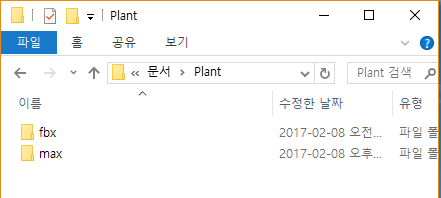 Plant
파일 홈 공유 보기
« 문서 > Plant Plant 검색
이름 수정한 날짜 유형
fbx 2017-02-08 오전... 파일 폴
max 2017-02-08 오후... 파일 폴